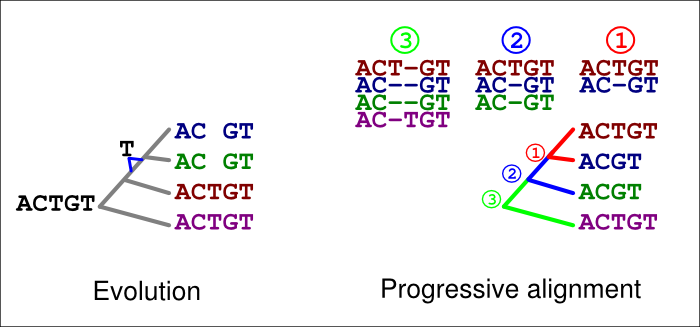 ③ ② ①
ACT-GT ACTGT ACTGT
AC--GT AC-GT AC-GT
AC--GT AC-GT
AC-TGT
AC GT
T
AC GT
ACTGT
ACTGT
ACTGT
ACTGT
① ACGT
② ACGT
③
ACTGT
Evolution
Progressive alignment